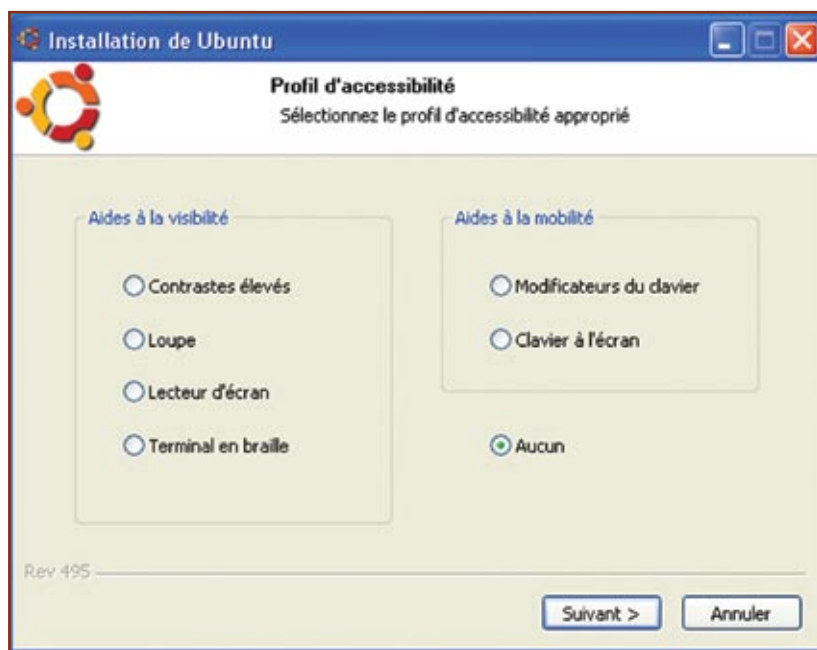 Installation de Ubuntu
Profil d'accessibilité
Sélectionnez le profil d'accessibilité approprié
Aides à la visibilité
Contrastes élevés
Loupe
Lecteur d'écran
Terminal en braille
Aides à la mobilité
Modificateurs du clavier
Clavier à l'écran
Aucun
Rev 495
Suivant >
Annuler